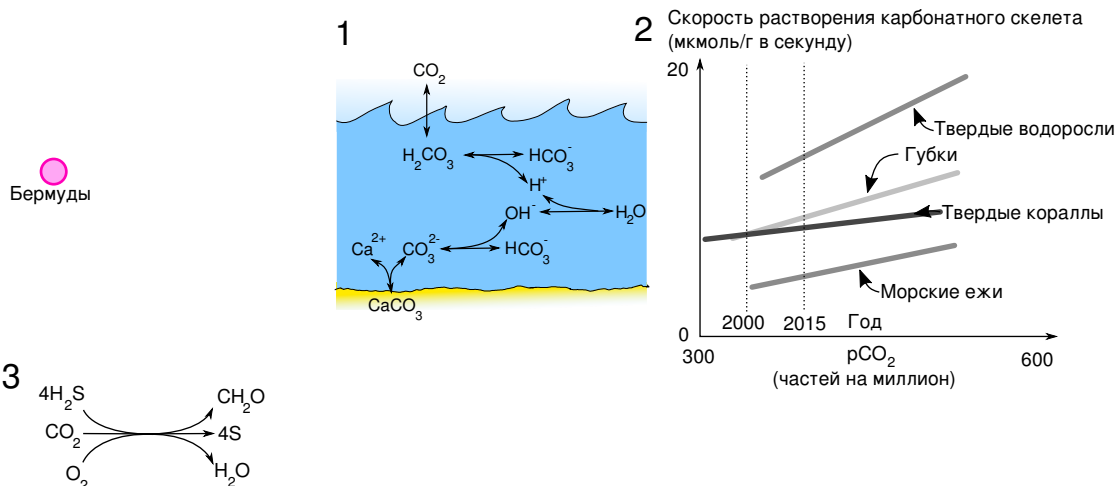 Бермуды
1
CO2
H2CO3
HCO3-
H+
OH-
H2O
Ca2+
CO32-
HCO3-
CaCO3
2
Скорость растворения карбонатного скелета
(мкмоль/г в секунду)
20
Твердые водоросли
Губки
Твердые кораллы
Морские ежи
2000
2015
Год
0
300
pCO2
600
(частей на миллион)
3
4H2S
CH2O
CO2
4S
O2
H2O